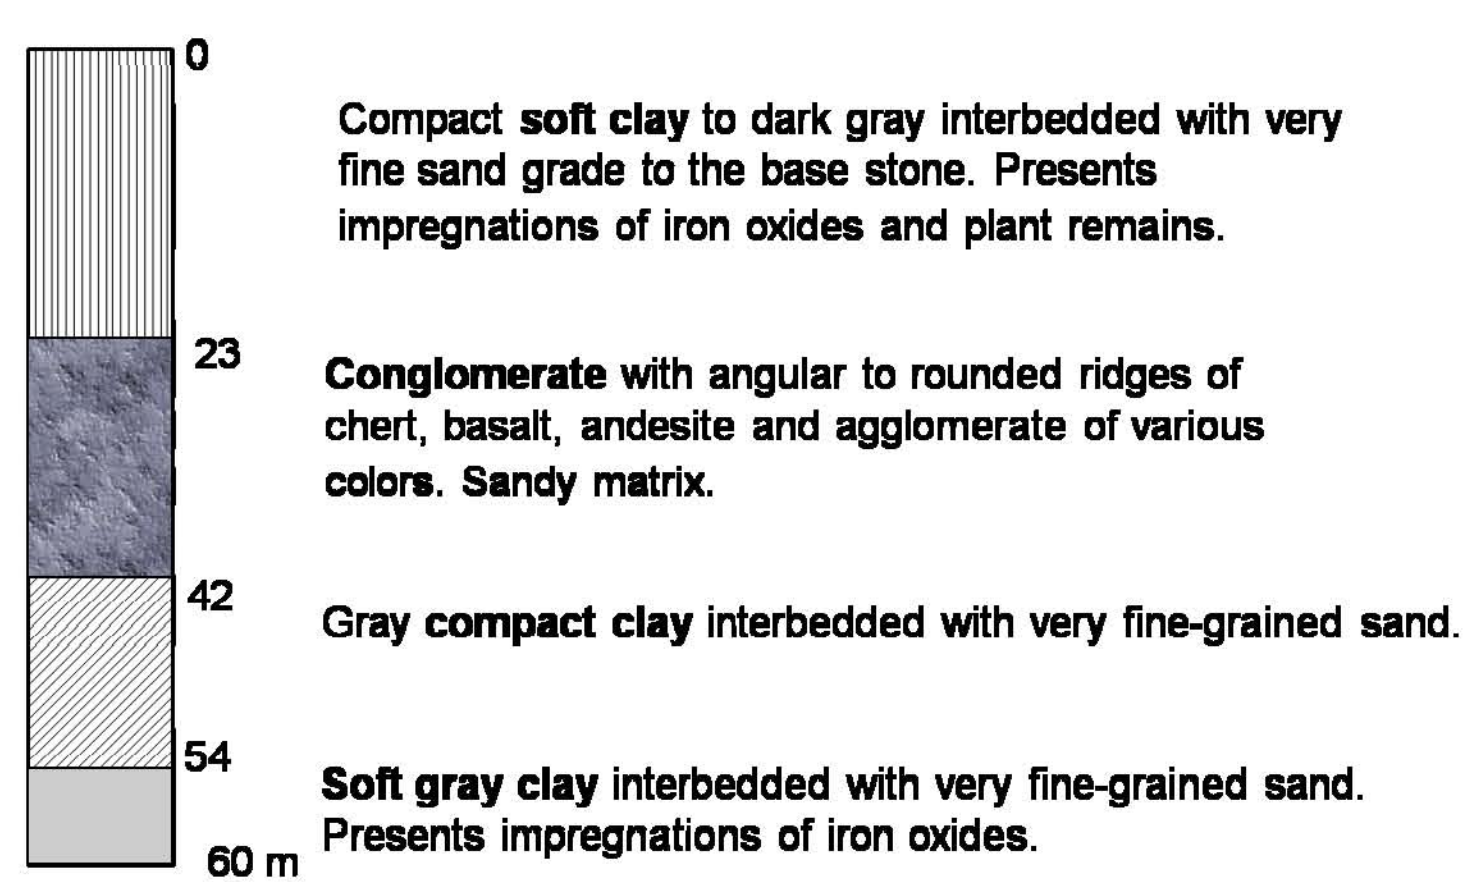 0
Compact soft clay to dark gray interbedded with very
fine sand grade to the base stone. Presents
impregnations of iron oxides and plant remains.
23
Conglomerate with angular to rounded ridges of
chert, basalt, andesite and agglomerate of various
colors. Sandy matrix.
42
Gray compact clay interbedded with very fine-grained sand.
54
Soft gray clay interbedded with very fine-grained sand.
Presents impregnations of iron oxides.
60 m